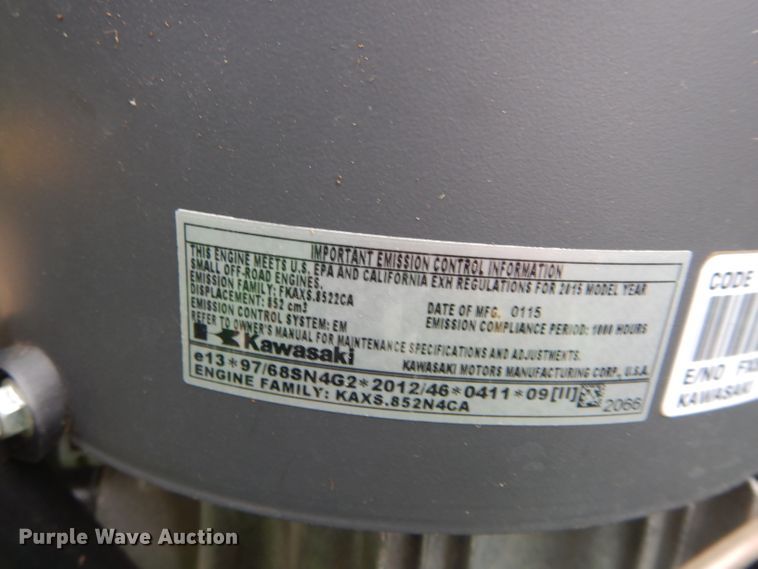 IMPORTANT EMISSION CONTROL INFORMATION
THIS ENGINE MEETS U.S. EPA AND CALIFORNIA EXH REGULATIONS FOR 2015 MODEL YEAR
SMALL OFF-ROAD ENGINES.
EMISSION FAMILY: FKAXS.8522CA
DISPLACEMENT: 852 cm3 DATE OF MFG. 0115
EMISSION CONTROL SYSTEM: EM EMISSION COMPLIANCE PERIOD: 1000 HOURS
REFER TO OWNER'S MANUAL FOR MAINTENANCE SPECIFICATIONS AND ADJUSTMENTS.
Kawasaki KAWASAKI MOTORS MANUFACTURING CORP., U.S.A.
e13*97/68SN4G2*2012/46*0411*09[II]
ENGINE FAMILY: KAXS.852N4CA 2066
CODE
E/NO
KAWASAKI
Purple Wave Auction